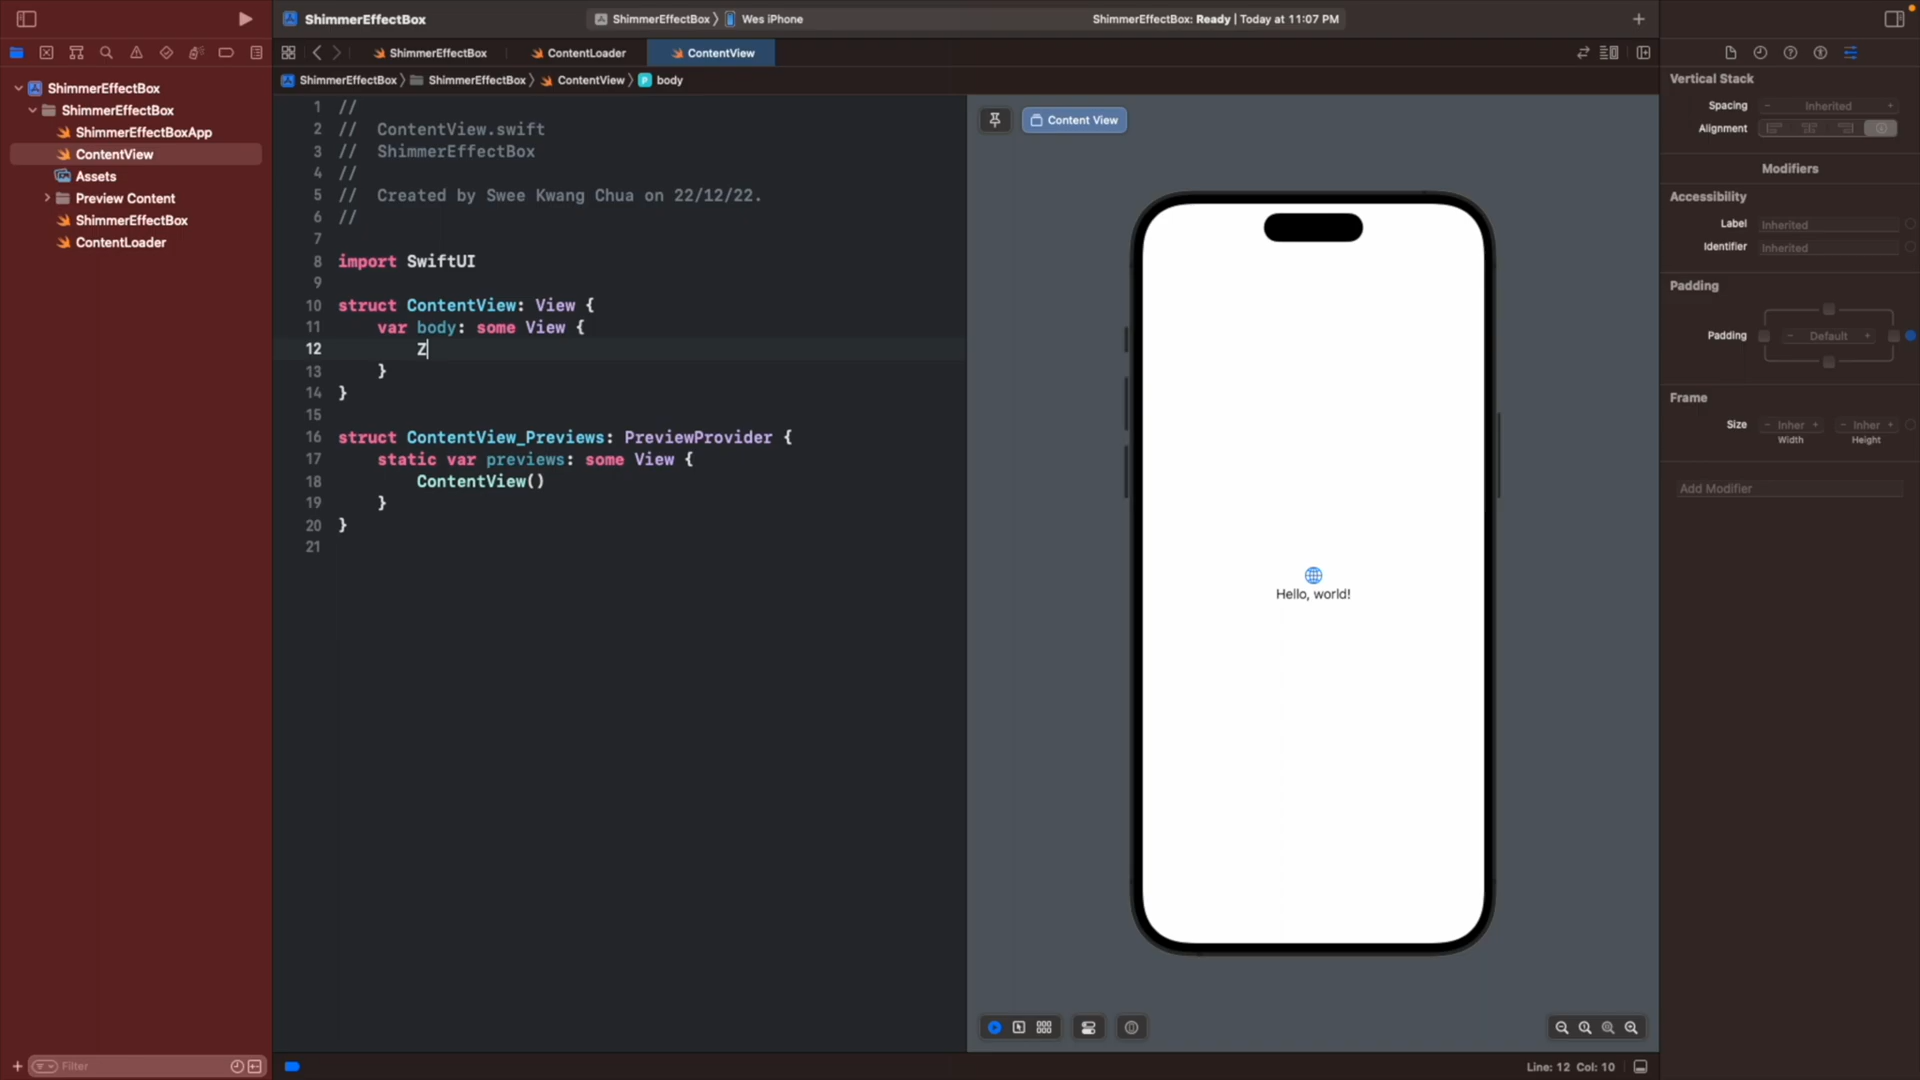 ShimmerEffectBox
ShimmerEffectBox 〉 Wes iPhone
ShimmerEffectBox: Ready | Today at 11:07 PM
ShimmerEffectBox
ContentLoader
ContentView
ShimmerEffectBox 〉 ShimmerEffectBox 〉 ContentView 〉 body
ShimmerEffectBox
ShimmerEffectBox
ShimmerEffectBoxApp
ContentView
Assets
Preview Content
ShimmerEffectBox
ContentLoader
Filter
1 //
2 // ContentView.swift
3 // ShimmerEffectBox
4 //
5 // Created by Swee Kwang Chua on 22/12/22.
6 //
7
8 import SwiftUI
9
10 struct ContentView: View {
11 var body: some View {
12 Z
13 }
14 }
15
16 struct ContentView_Previews: PreviewProvider {
17 static var previews: some View {
18 ContentView()
19 }
20 }
21
Content View
Hello, world!
Vertical Stack
Spacing − Inherited +
Alignment
Modifiers
Accessibility
Label Inherited
Identifier Inherited
Padding
Padding − Default +
Frame
Size − Inher + − Inher +
Width Height
Add Modifier
Line: 12 Col: 10